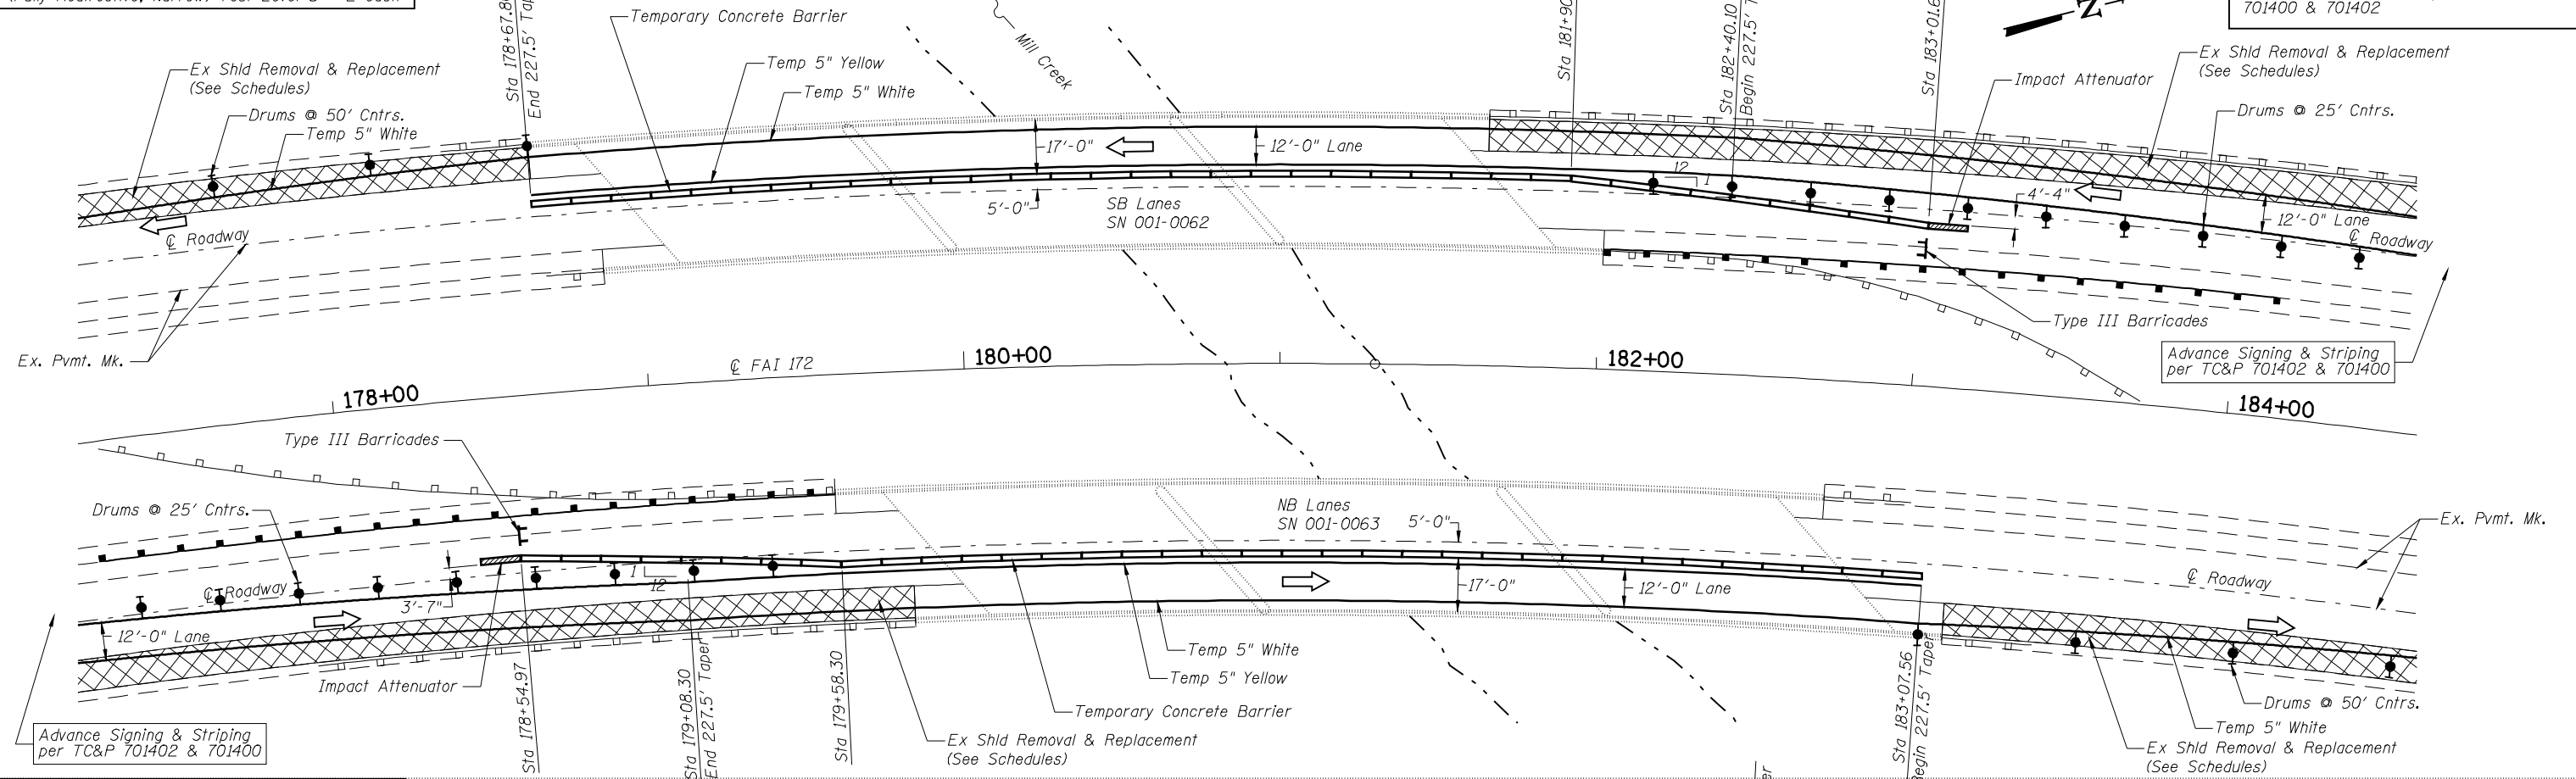 701400 & 701402
Sta 178+67.8
End 227.5' Tap
Temporary Concrete Barrier
Mill Creek
Sta 181+90
Sta 182+40.10
Begin 227.5'
Sta 183+01.6
N
Ex Shld Removal & Replacement
(See Schedules)
Temp 5" Yellow
Temp 5" White
Drums @ 50' Cntrs.
Temp 5" White
Impact Attenuator
Ex Shld Removal & Replacement
(See Schedules)
Drums @ 25' Cntrs.
17'-0"
12'-0" Lane
12
1
4'-4"
5'-0"
SB Lanes
SN 001-0062
12'-0" Lane
℄ Roadway
℄ Roadway
Type III Barricades
Ex. Pvmt. Mk.
℄ FAI 172
178+00
180+00
182+00
184+00
Advance Signing & Striping
per TC&P 701402 & 701400
Type III Barricades
Drums @ 25' Cntrs.
NB Lanes
SN 001-0063
5'-0"
Ex. Pvmt. Mk.
℄ Roadway
1
12
3'-7"
17'-0"
12'-0" Lane
℄ Roadway
12'-0" Lane
Impact Attenuator
Sta 178+54.97
Sta 179+08.30
End 227.5' Taper
Sta 179+58.30
Temp 5" White
Temp 5" Yellow
Temporary Concrete Barrier
Ex Shld Removal & Replacement
(See Schedules)
Sta 183+07.56
Begin 227.5' Taper
Drums @ 50' Cntrs.
Temp 5" White
Ex Shld Removal & Replacement
(See Schedules)
Advance Signing & Striping
per TC&P 701402 & 701400